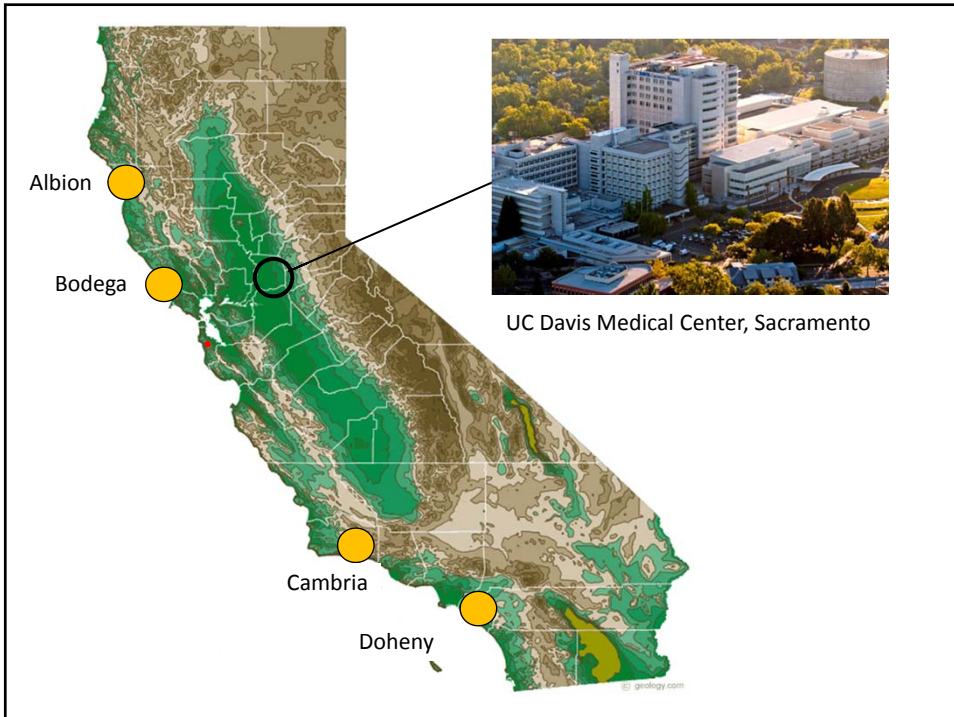 Albion
Bodega
UC Davis Medical Center, Sacramento
Cambria
Doheny
© geology.com